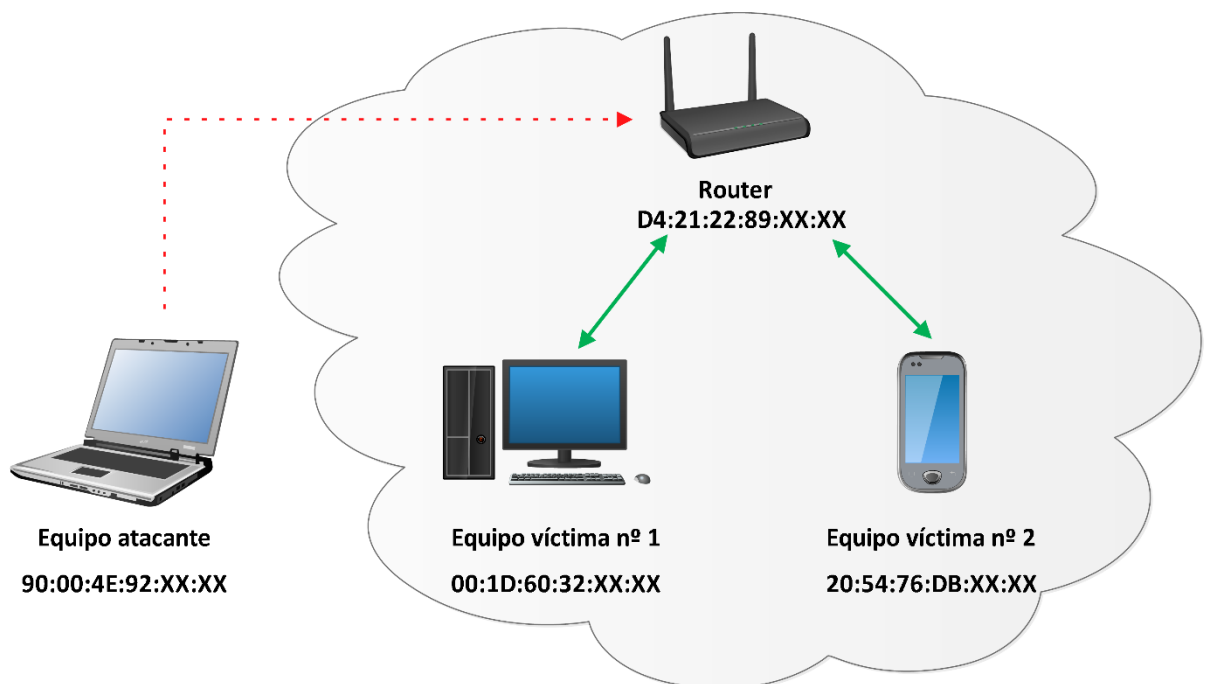 Router
D4:21:22:89:XX:XX
Equipo atacante
90:00:4E:92:XX:XX
Equipo víctima nº 1
00:1D:60:32:XX:XX
Equipo víctima nº 2
20:54:76:DB:XX:XX